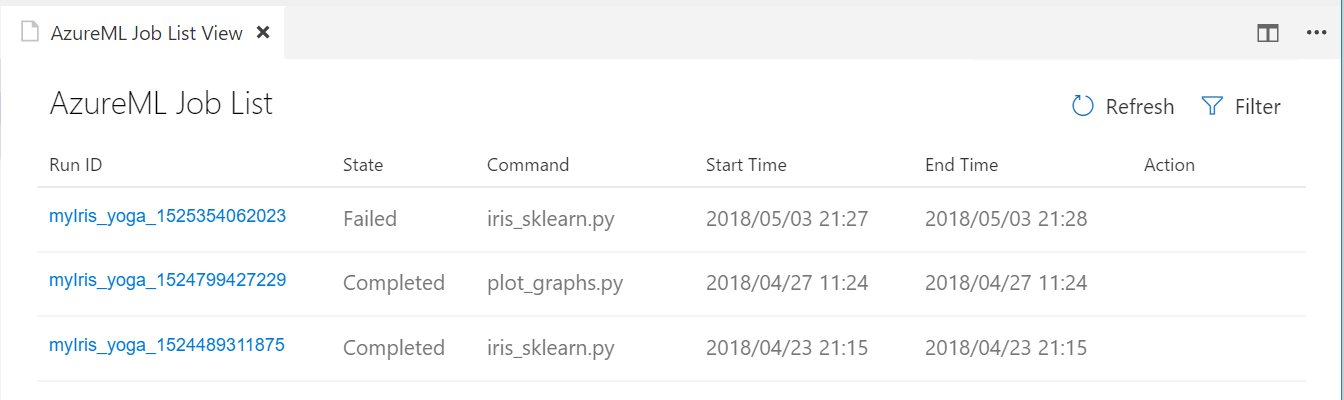 AzureML Job List View
AzureML Job List
Refresh Filter
Run ID State Command Start Time End Time Action
myIris_yoga_1525354062023 Failed iris_sklearn.py 2018/05/03 21:27 2018/05/03 21:28
myIris_yoga_1524799427229 Completed plot_graphs.py 2018/04/27 11:24 2018/04/27 11:24
myIris_yoga_1524489311875 Completed iris_sklearn.py 2018/04/23 21:15 2018/04/23 21:15